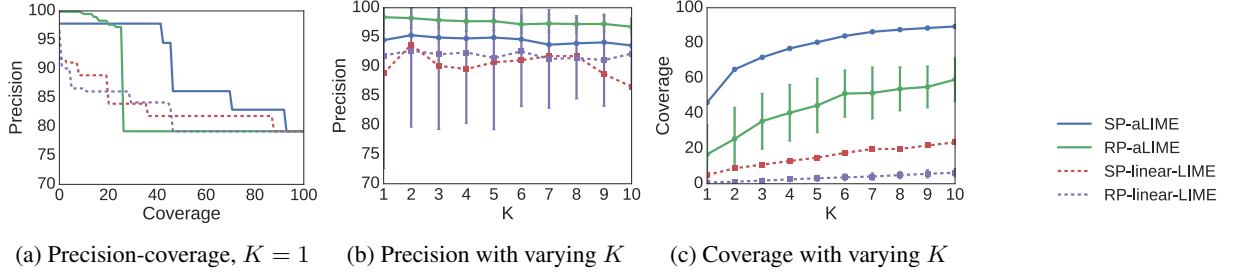 100
95
90
85
80
75
70
0 20 40 60 80 100
Precision
Coverage
100
95
90
85
80
75
70
1 2 3 4 5 6 7 8 9 10
Precision
K
100
80
60
40
20
0
1 2 3 4 5 6 7 8 9 10
Coverage
K
SP-aLIME
RP-aLIME
SP-linear-LIME
RP-linear-LIME
(a) Precision-coverage, K = 1
(b) Precision with varying K
(c) Coverage with varying K